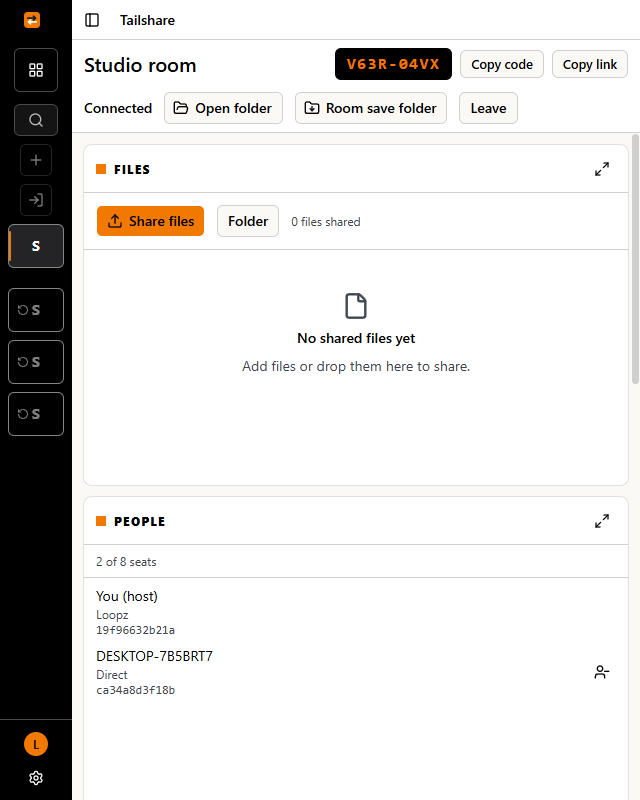 Tailshare
Studio room
V63R-04VX
Copy code
Copy link
Connected
Open folder
Room save folder
Leave
FILES
Share files
Folder
0 files shared
No shared files yet
Add files or drop them here to share.
PEOPLE
2 of 8 seats
You (host)
Loopz
19f96632b21a
DESKTOP-7B5BRT7
Direct
ca34a8d3f18b
S
S
S
S
L